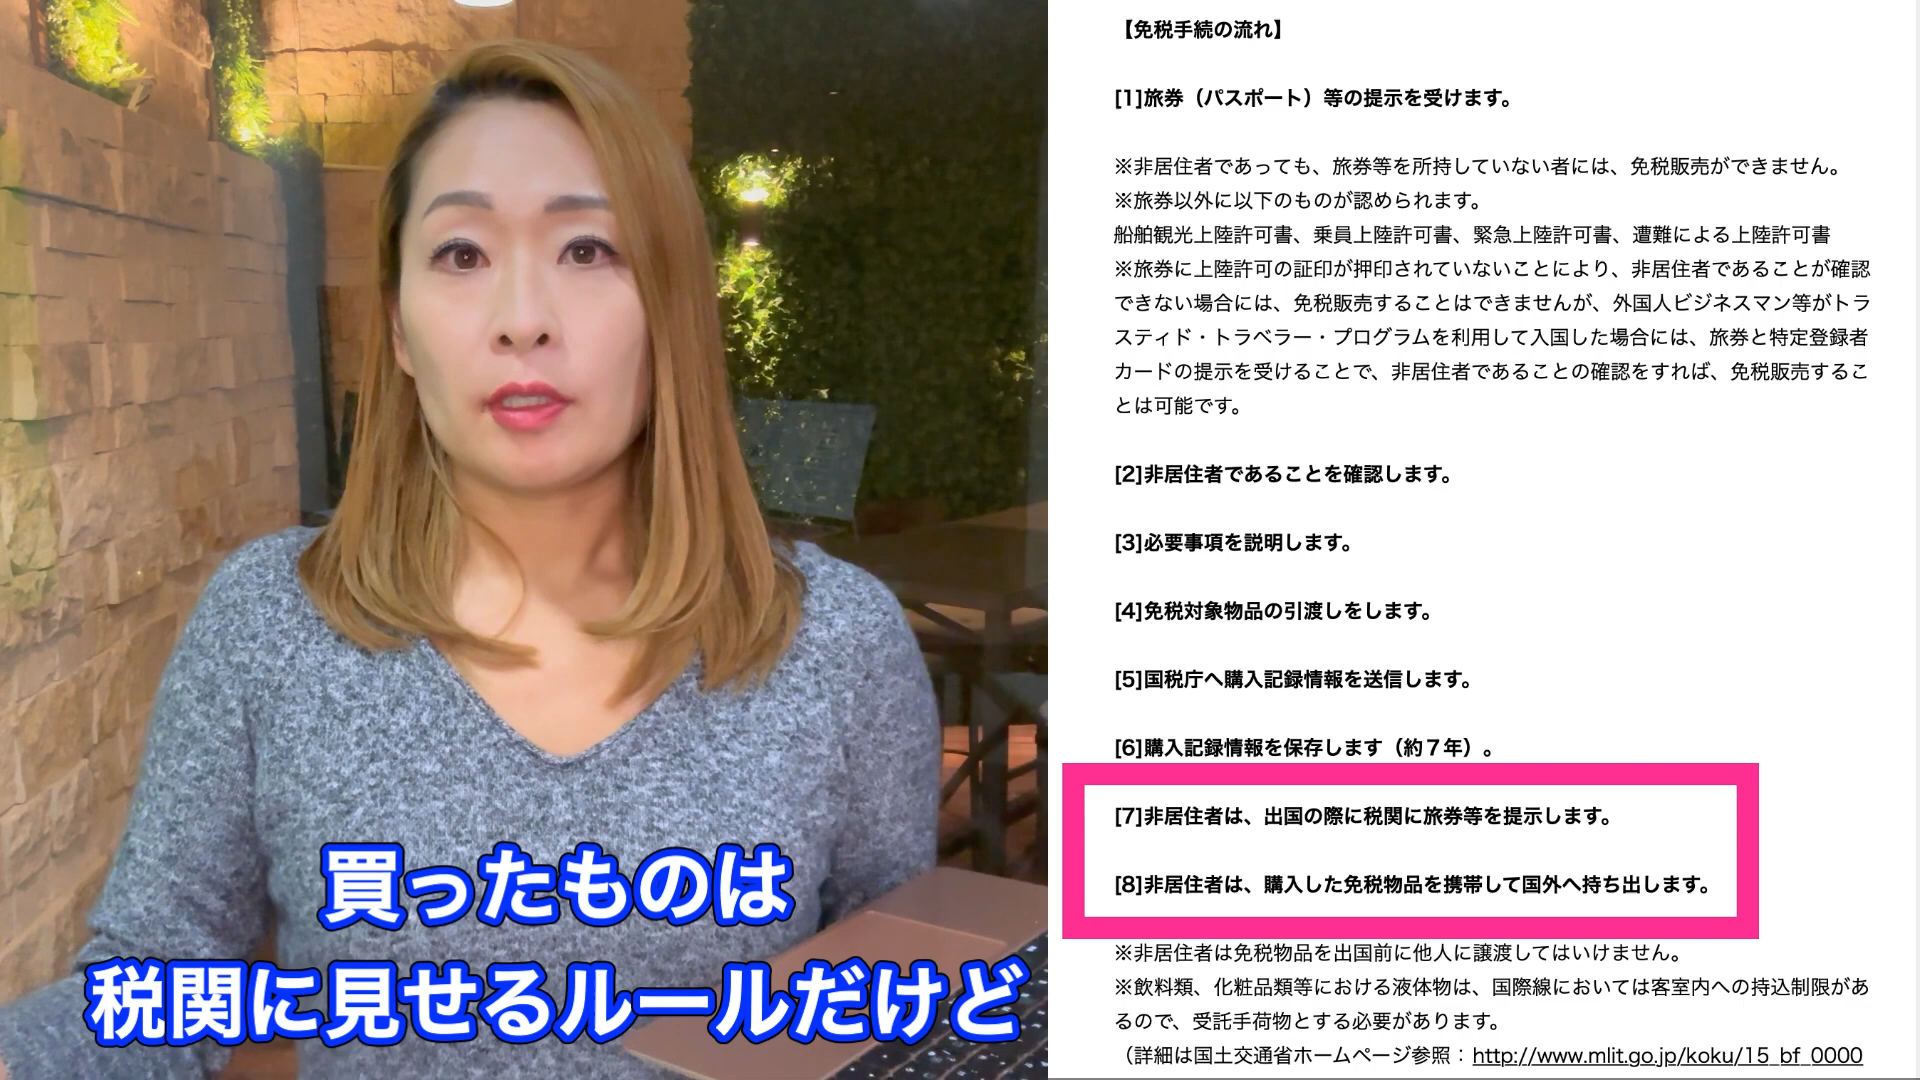 買ったものは
税関に見せるルールだけど
【免税手続の流れ】
[1]旅券（パスポート）等の提示を受けます。
※非居住者であっても、旅券等を所持していない者には、免税販売ができません。
※旅券以外に以下のものが認められます。
船舶観光上陸許可書、乗員上陸許可書、緊急上陸許可書、遭難による上陸許可書
※旅券に上陸許可の証印が押印されていないことにより、非居住者であることが確認
できない場合には、免税販売することはできませんが、外国人ビジネスマン等がトラ
スティド・トラベラー・プログラムを利用して入国した場合には、旅券と特定登録者
カードの提示を受けることで、非居住者であることの確認をすれば、免税販売するこ
とは可能です。
[2]非居住者であることを確認します。
[3]必要事項を説明します。
[4]免税対象物品の引渡しをします。
[5]国税庁へ購入記録情報を送信します。
[6]購入記録情報を保存します（約７年）。
[7]非居住者は、出国の際に税関に旅券等を提示します。
[8]非居住者は、購入した免税物品を携帯して国外へ持ち出します。
※非居住者は免税物品を出国前に他人に譲渡してはいけません。
※飲料類、化粧品類等における液体物は、国際線においては客室内への持込制限があ
るので、受託手荷物とする必要があります。
（詳細は国土交通省ホームページ参照：http://www.mlit.go.jp/koku/15_bf_0000